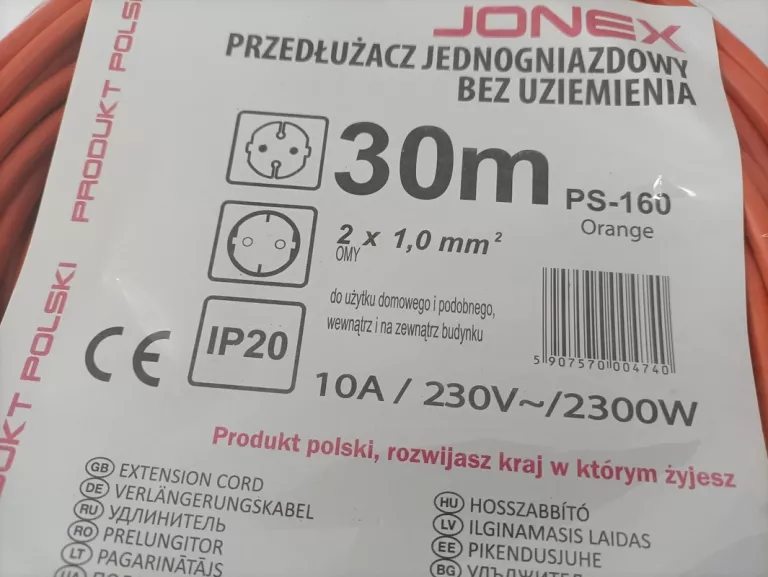 JONEX
PRZEDŁUŻACZ JEDNOGNIAZDOWY
BEZ UZIEMIENIA
PRODUKT POLSKI
30m
PS-160
Orange
2 x 1,0 mm²
OMY
do użytku domowego i podobnego,
wewnątrz i na zewnątrz budynku
IP20
CE
5 907570 004740
10A / 230V~/2300W
PRODUKT POLSKI
Produkt polski, rozwijasz kraj w którym żyjesz
GB EXTENSION CORD
DE VERLÄNGERUNGSKABEL
RU УДЛИНИТЕЛЬ
RO PRELUNGITOR
LT PAGARINĀTĀJS
UA
HU HOSSZABBÍTÓ
LV ILGINAMASIS LAIDAS
EE PIKENDUSJUHE
BG